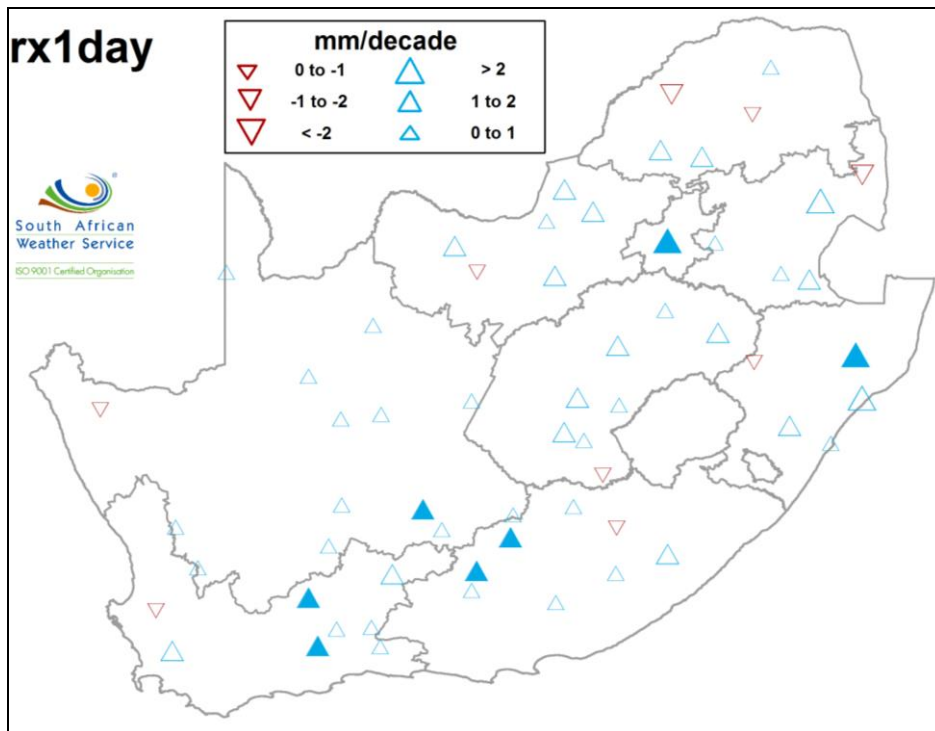 rx1day
mm/decade
0 to -1 > 2
-1 to -2 1 to 2
< -2 0 to 1
South African
Weather Service
ISO 9001 Certified Organisation